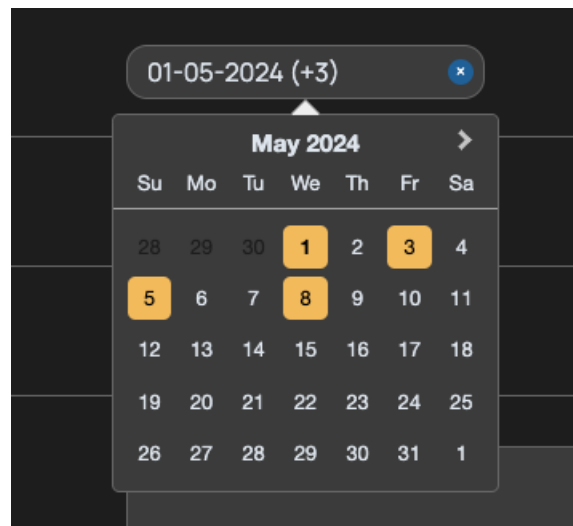 01-05-2024 (+3)
May 2024
Su Mo Tu We Th Fr Sa
28 29 30 1 2 3 4
5 6 7 8 9 10 11
12 13 14 15 16 17 18
19 20 21 22 23 24 25
26 27 28 29 30 31 1